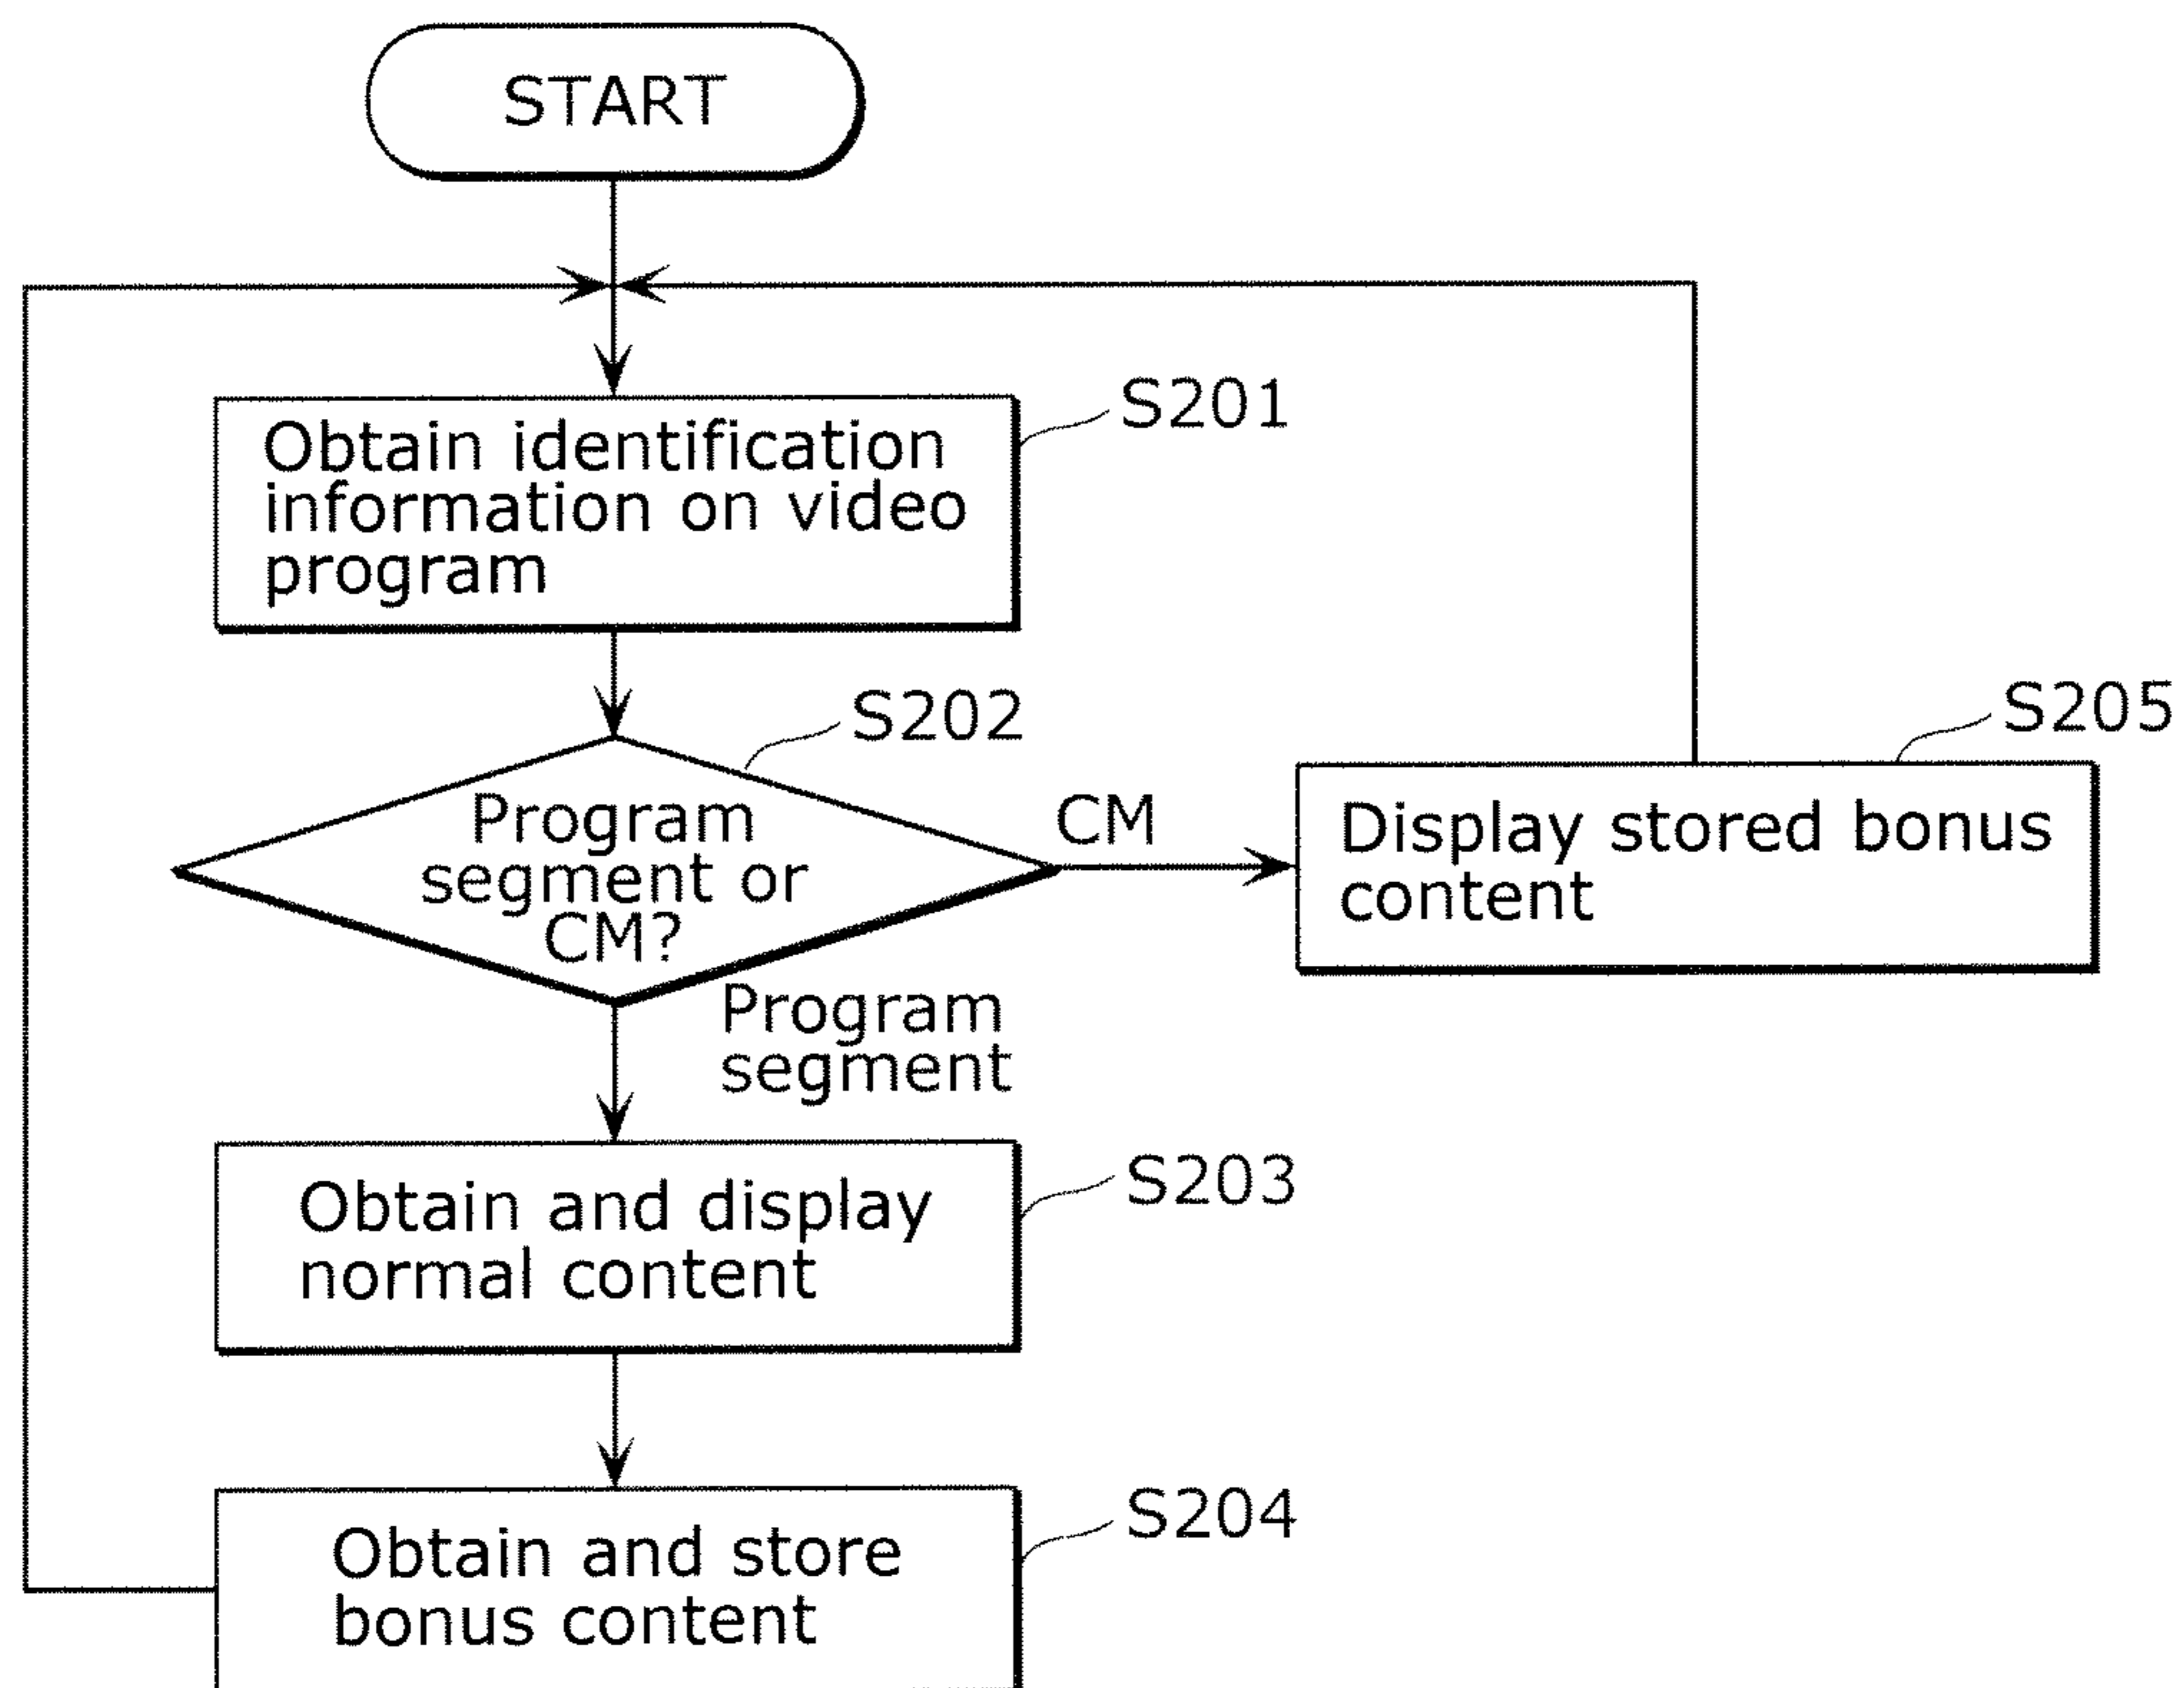 START
S201
Obtain identification
information on video
program
S202
Program
segment or
CM?
CM
S205
Display stored bonus
content
Program
segment
S203
Obtain and display
normal content
S204
Obtain and store
bonus content